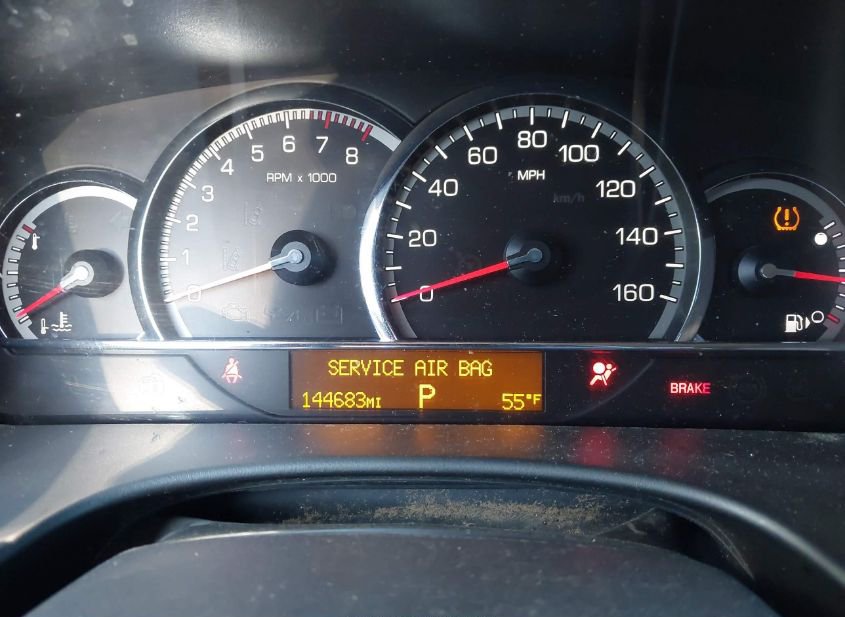 0 1 2 3 4 5 6 7 8
RPM x 1000
0 20 40 60 80 100 120 140 160
MPH
km/h
SERVICE AIR BAG
144683MI P 55°F
BRAKE